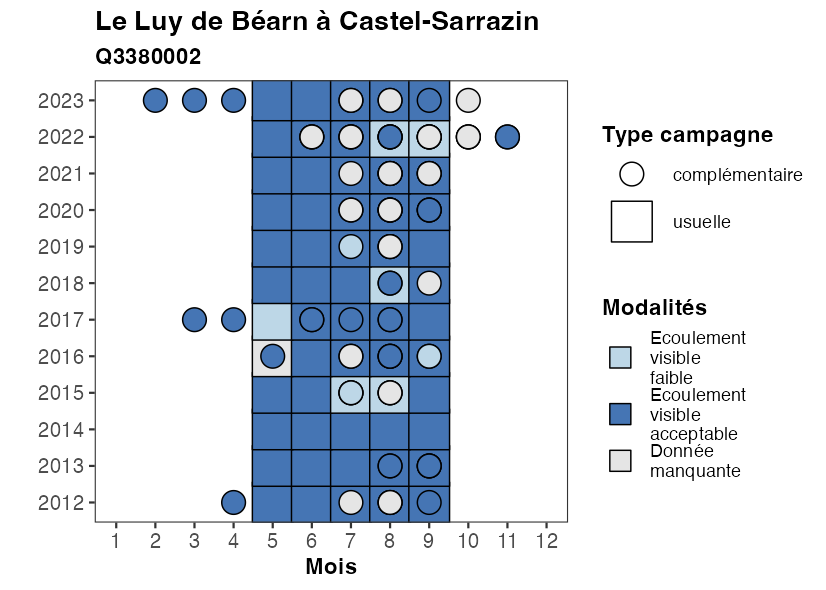 Le Luy de Béarn à Castel-Sarrazin
Q3380002
2023
2022
2021
2020
2019
2018
2017
2016
2015
2014
2013
2012
1 2 3 4 5 6 7 8 9 10 11 12
Mois
Type campagne
complémentaire
usuelle
Modalités
Ecoulement
visible
faible
Ecoulement
visible
acceptable
Donnée
manquante